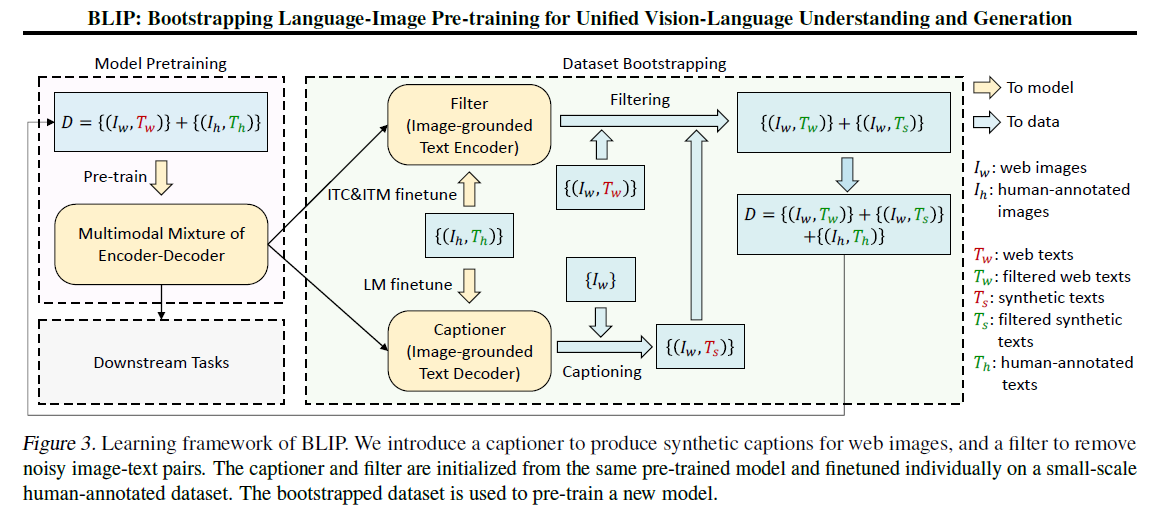 BLIP: Bootstrapping Language-Image Pre-training for Unified Vision-Language Understanding and Generation
Model Pretraining
D = {(I_w, T_w)} + {(I_h, T_h)}
Pre-train
Multimodal Mixture of
Encoder-Decoder
Downstream Tasks
Dataset Bootstrapping
Filter
(Image-grounded
Text Encoder)
ITC&ITM finetune
{(I_h, T_h)}
LM finetune
Captioner
(Image-grounded
Text Decoder)
Filtering
{(I_w, T_w)}
{I_w}
Captioning
{(I_w, T_s)}
{(I_w, T_w)} + {(I_w, T_s)}
D = {(I_w, T_w)} + {(I_w, T_s)}
+{(I_h, T_h)}
To model
To data
I_w: web images
I_h: human-annotated
images
T_w: web texts
T_w: filtered web texts
T_s: synthetic texts
T_s: filtered synthetic
texts
T_h: human-annotated
texts
Figure 3. Learning framework of BLIP. We introduce a captioner to produce synthetic captions for web images, and a filter to remove
noisy image-text pairs. The captioner and filter are initialized from the same pre-trained model and finetuned individually on a small-scale
human-annotated dataset. The bootstrapped dataset is used to pre-train a new model.